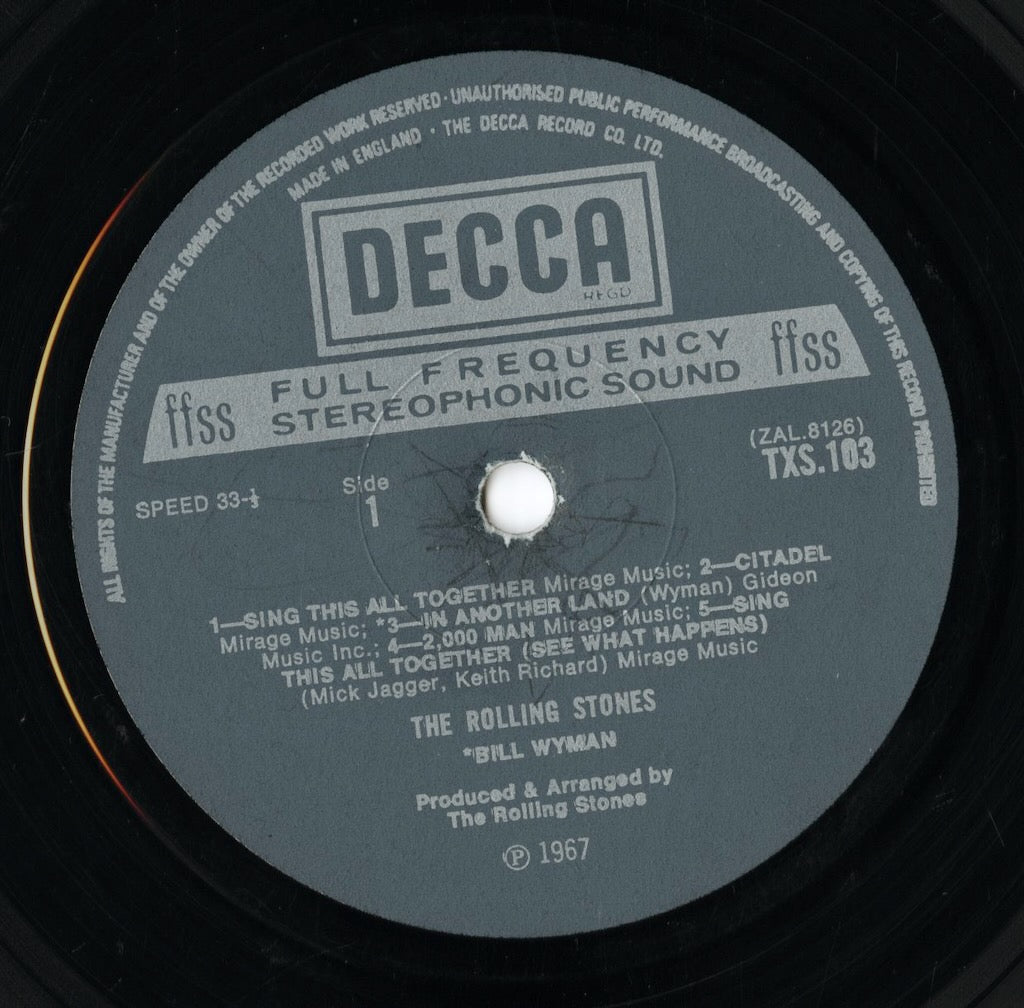 ALL RIGHTS OF THE MANUFACTURER AND OF THE OWNER OF THE RECORDED WORK RESERVED · UNAUTHORISED PUBLIC PERFORMANCE BROADCASTING AND COPYING OF THIS RECORD PROHIBITED
MADE IN ENGLAND · THE DECCA RECORD CO. LTD.
DECCA
REGD
ffss FULL FREQUENCY ffss
STEREOPHONIC SOUND
(ZAL.8126)
TXS.103
SPEED 33-⅓
Side
1
1—SING THIS ALL TOGETHER Mirage Music; 2—CITADEL
Mirage Music; *3—IN ANOTHER LAND (Wyman) Gideon
Music Inc.; 4—2,000 MAN Mirage Music; 5—SING
THIS ALL TOGETHER (SEE WHAT HAPPENS)
(Mick Jagger, Keith Richard) Mirage Music
THE ROLLING STONES
*BILL WYMAN
Produced & Arranged by
The Rolling Stones
℗ 1967